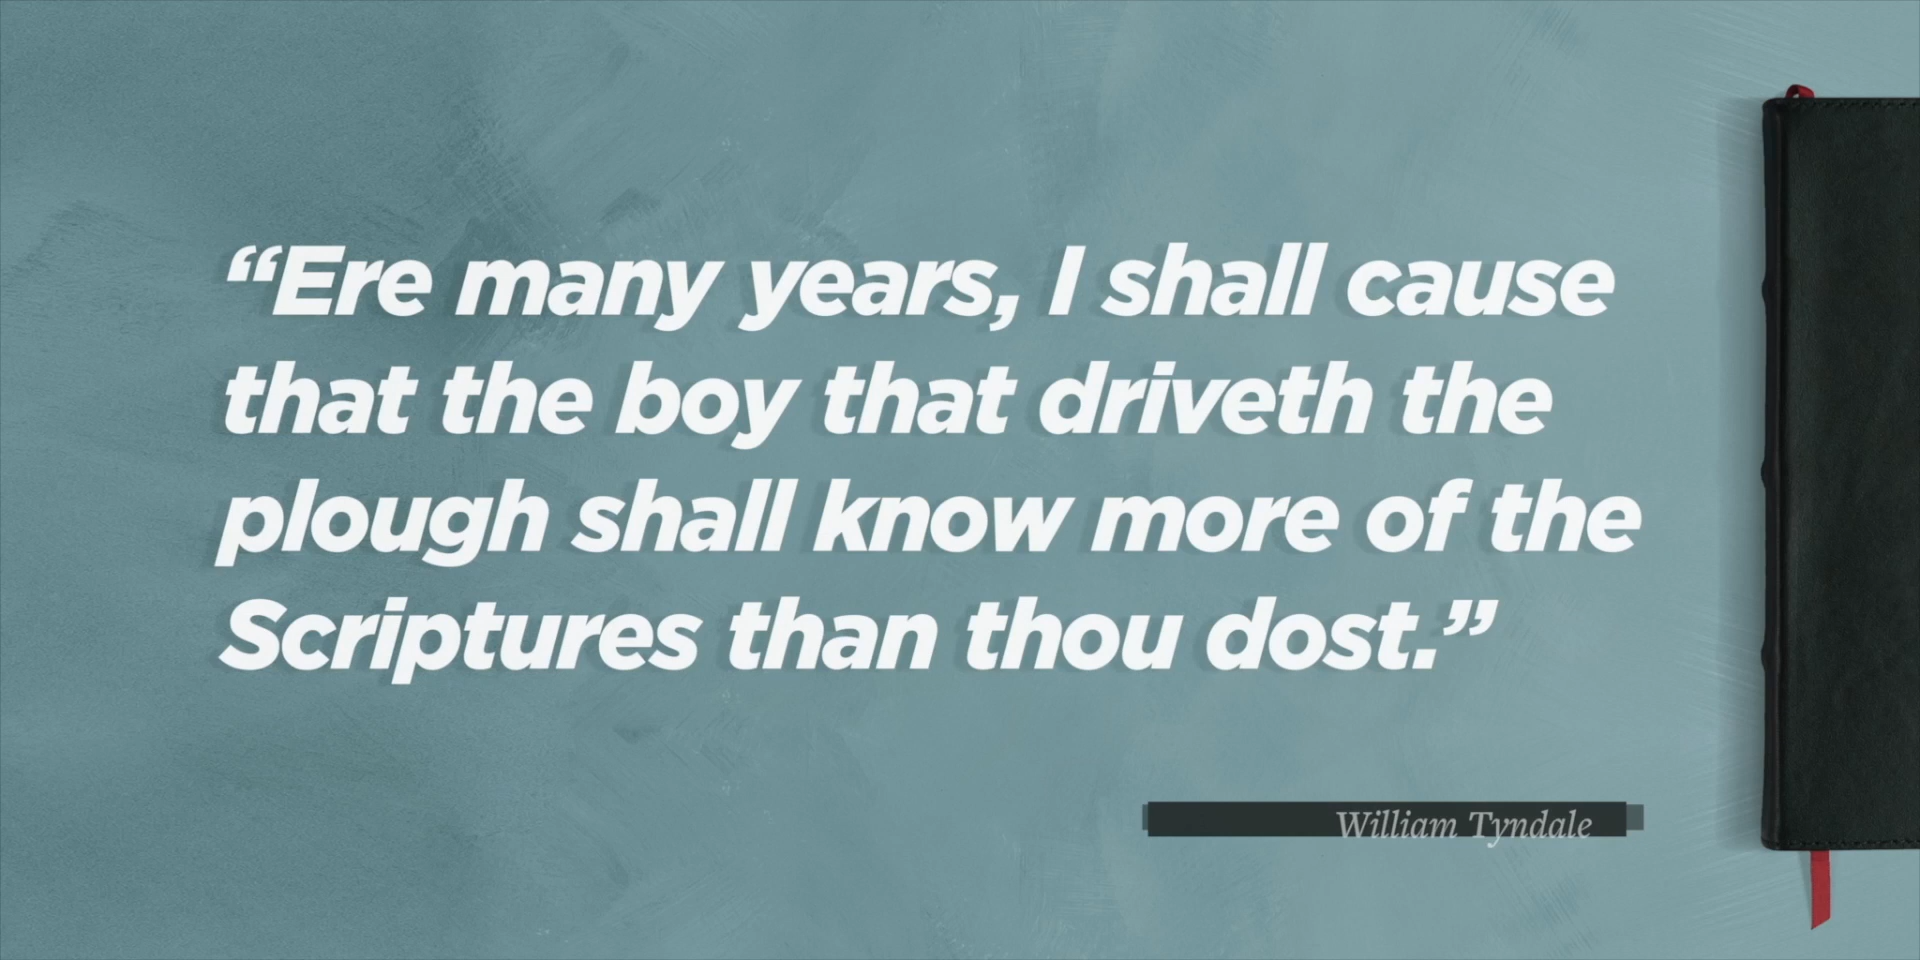 “Ere many years, I shall cause
that the boy that driveth the
plough shall know more of the
Scriptures than thou dost.”
William Tyndale